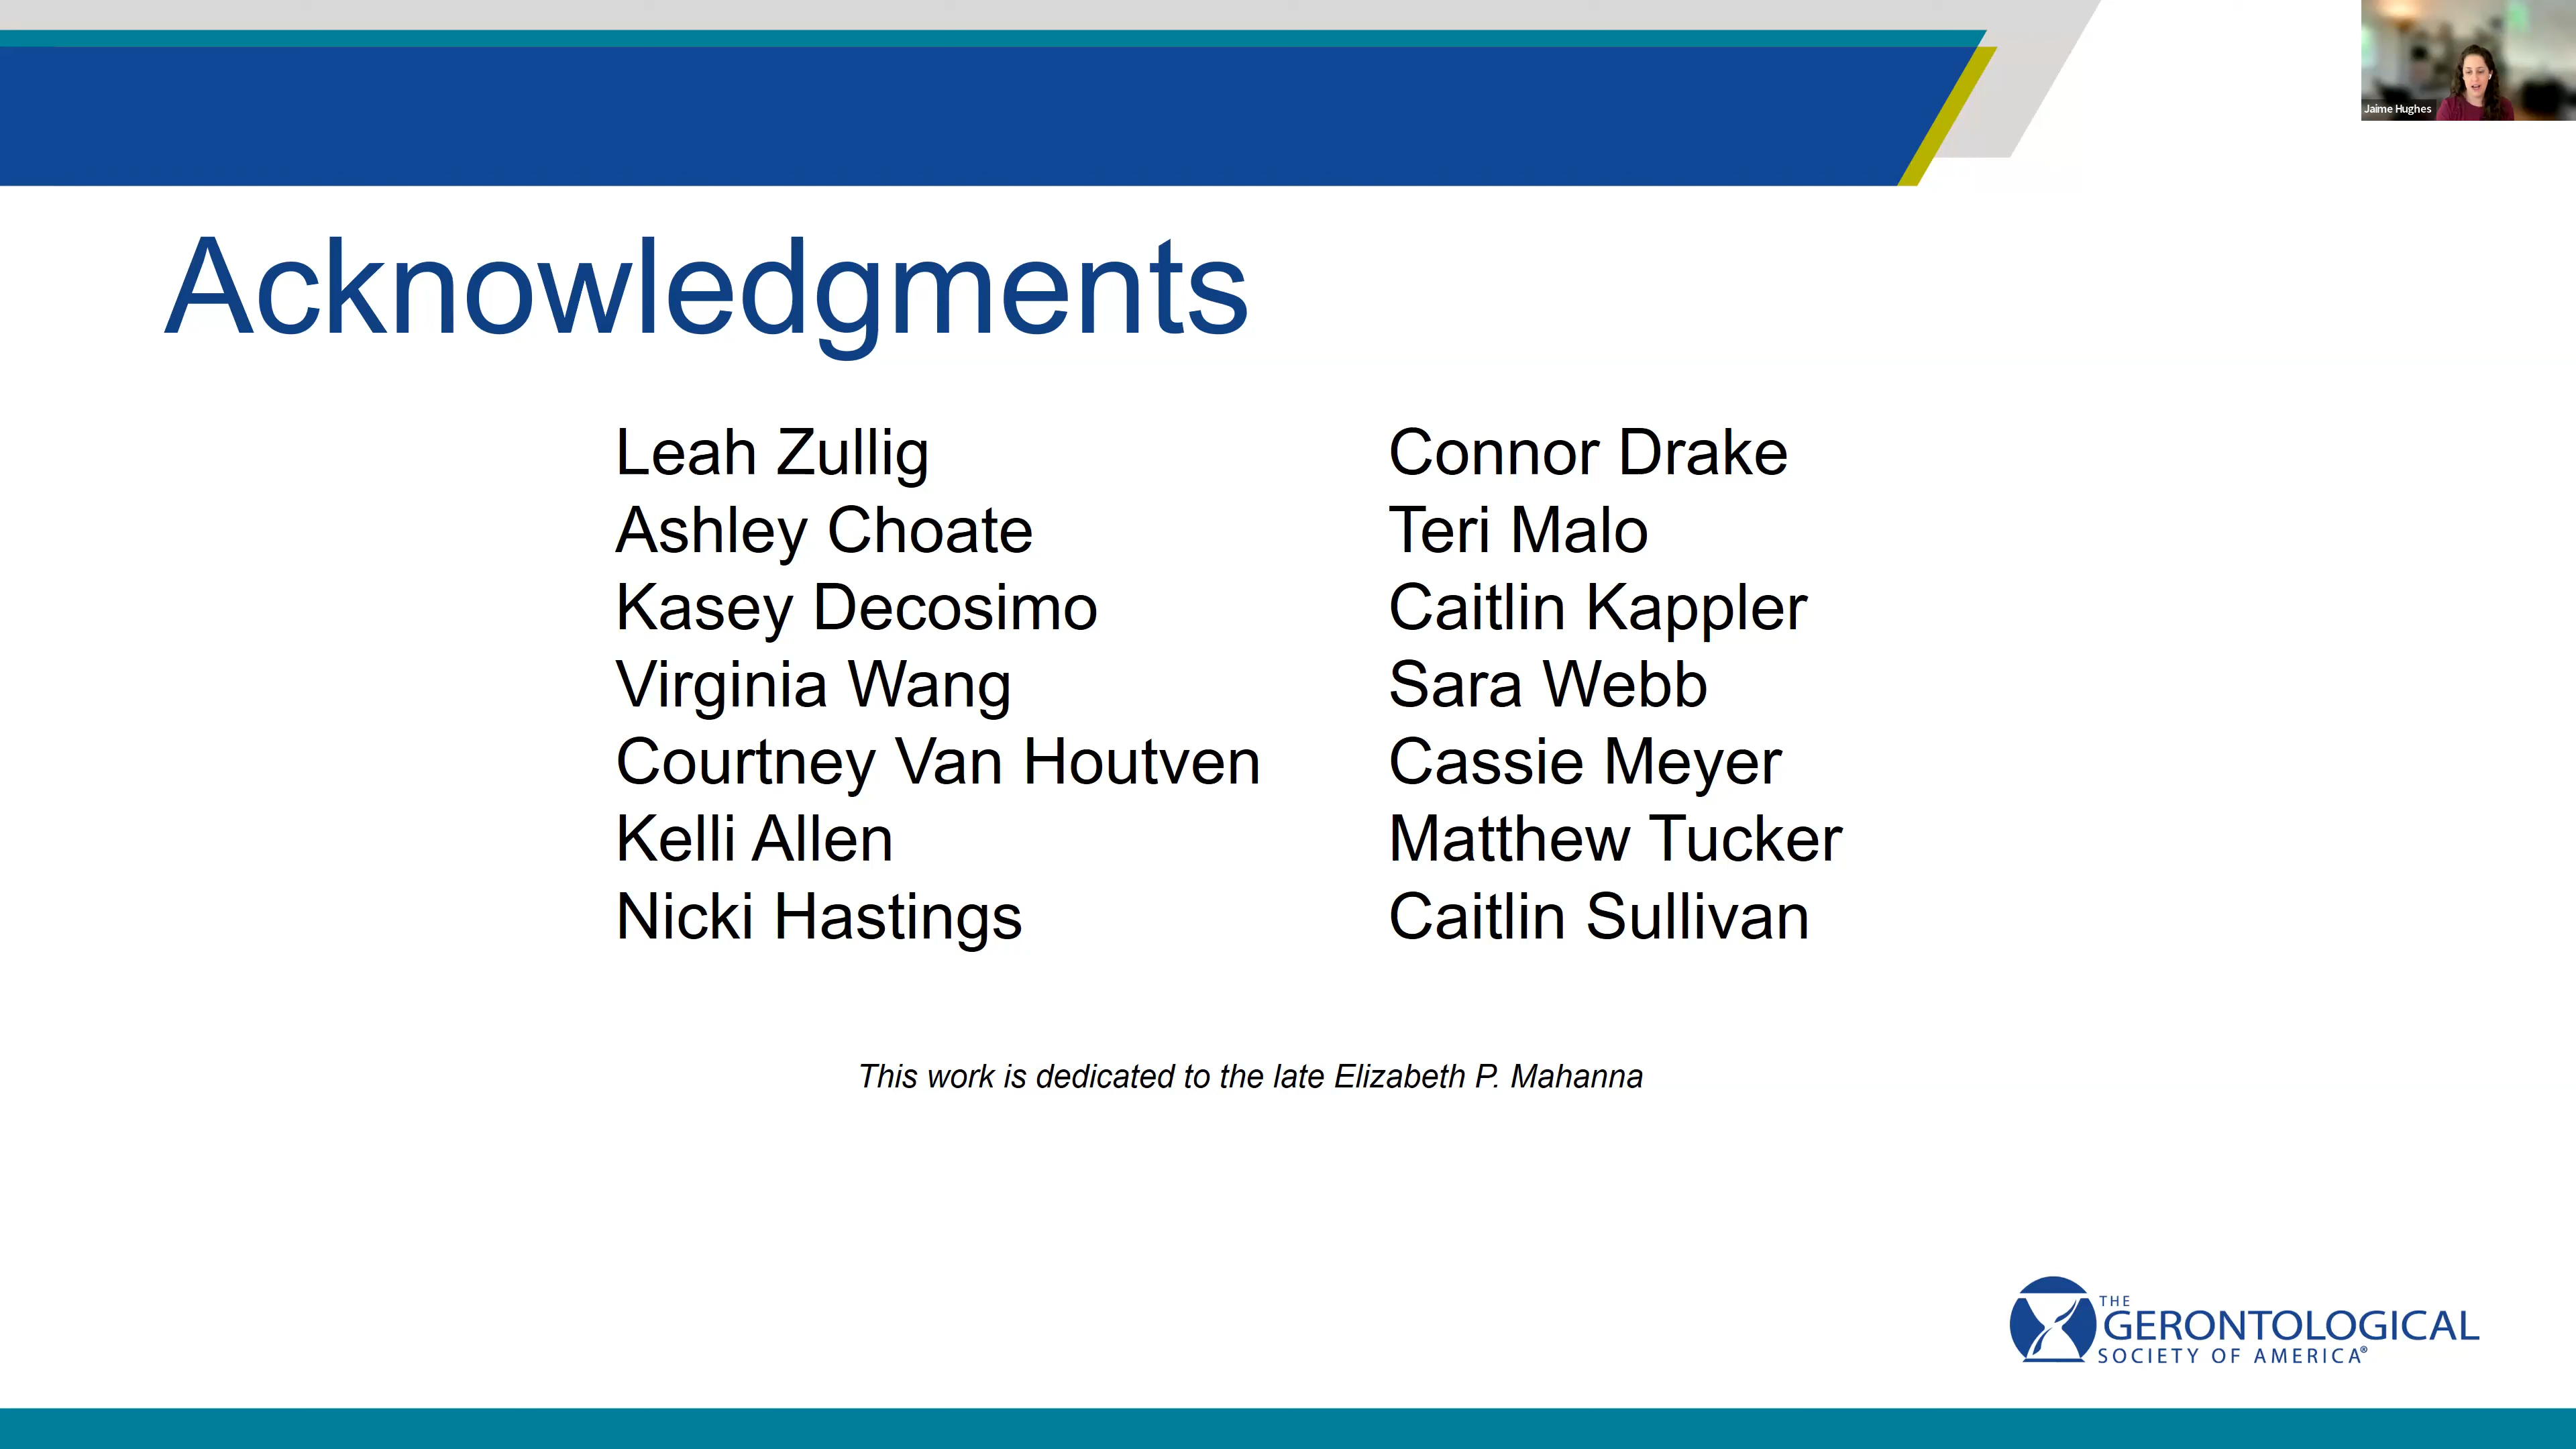 Jaime Hughes
Acknowledgments
Leah Zullig
Ashley Choate
Kasey Decosimo
Virginia Wang
Courtney Van Houtven
Kelli Allen
Nicki Hastings
Connor Drake
Teri Malo
Caitlin Kappler
Sara Webb
Cassie Meyer
Matthew Tucker
Caitlin Sullivan
This work is dedicated to the late Elizabeth P. Mahanna
THE
GERONTOLOGICAL
SOCIETY OF AMERICA®